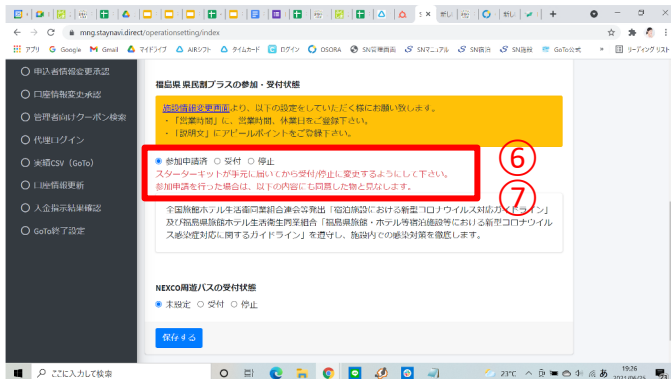 mng.staynavi.direct/operationsetting/index
アプリ Google Gmail マイドライブ AIRシフト タイムカード ログイン OSORA SN管理画面 SNマニュアル SN宿泊 SN施設 GoTo公式 » リーディングリスト
申込者情報変更承認
口座情報変更承認
管理者向けクーポン検索
代理ログイン
実績CSV（GoTo）
口座情報更新
入金指示結果確認
GoTo終了設定
福島県 県民割プラスの参加・受付状態
施設情報変更画面より、以下の設定をしていただく様にお願い致します。
・「営業時間」に、営業時間、休業日をご登録下さい。
・「説明文」にアピールポイントをご登録下さい。
参加申請済 受付 停止
スターターキットが手元に届いてから受付/停止に変更するようにして下さい。
参加申請を行った場合は、以下の内容にも同意した物と見なします。
⑥
⑦
全国旅館ホテル生活衛生同業組合連合会等発出「宿泊施設における新型コロナウイルス対応ガイドライン」
及び福島県旅館ホテル生活衛生同業組合「福島県旅館・ホテル等宿泊施設等における新型コロナウイル
ス感染症対応に関するガイドライン」を遵守し、施設内での感染対策を徹底します。
NEXCO周遊パスの受付状態
未設定 受付 停止
保存する
ここに入力して検索
23℃
あ
19:26
2021/06/25